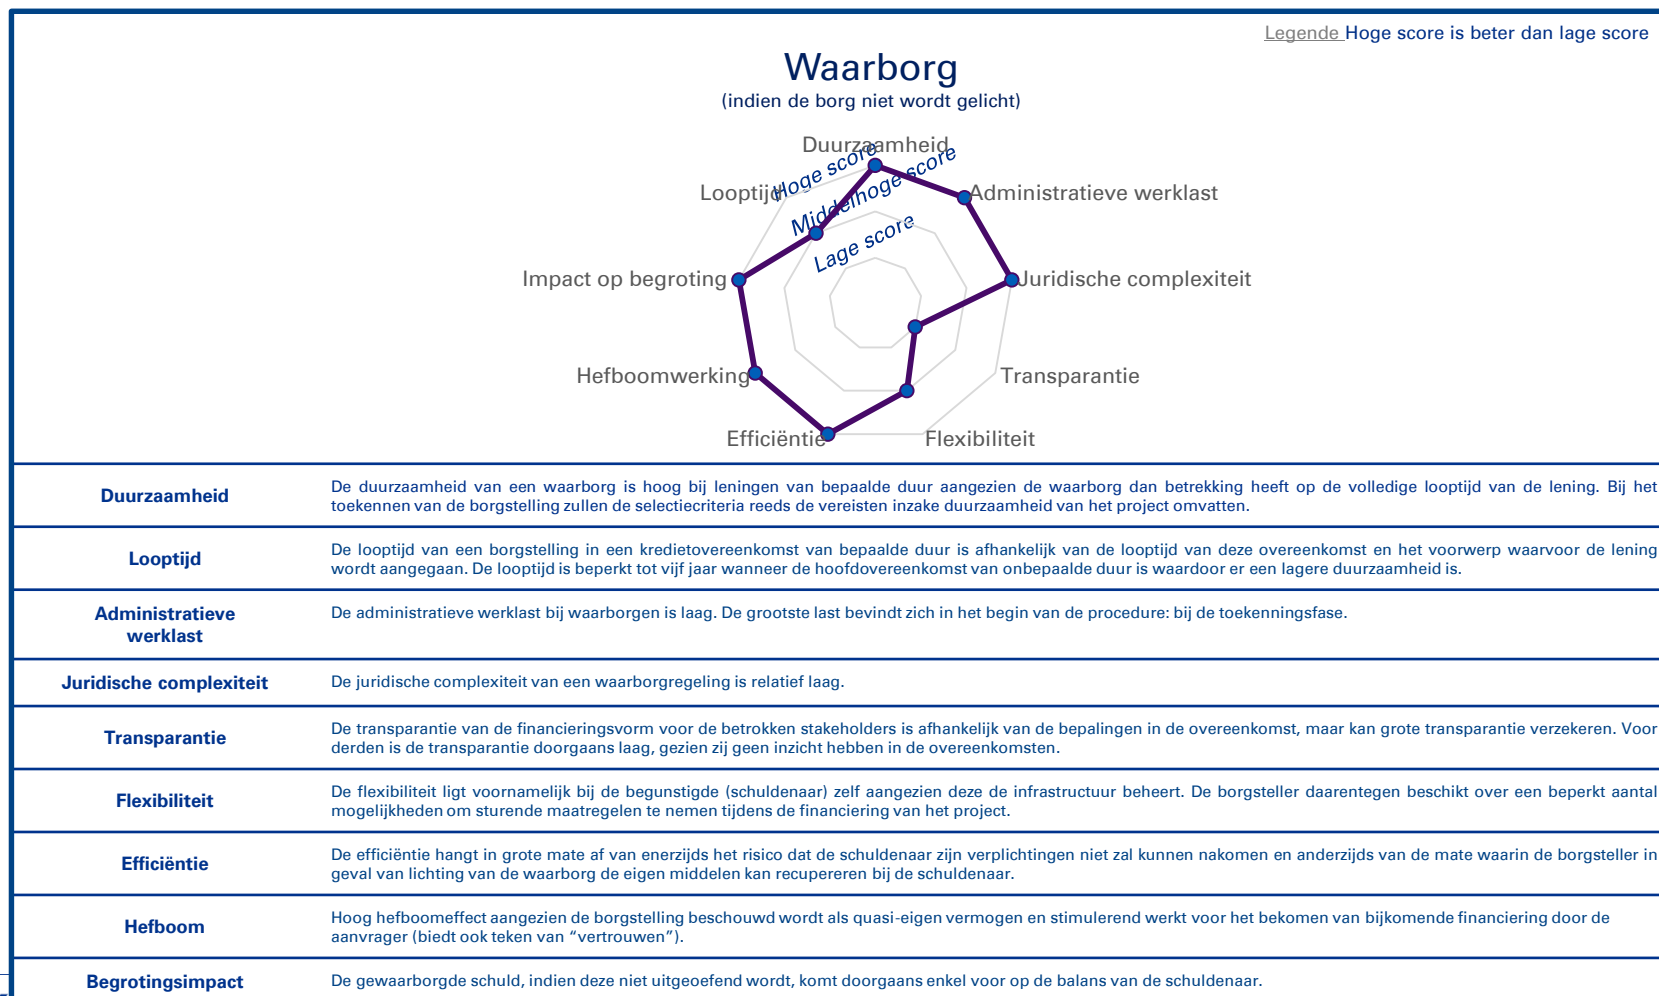 Legende Hoge score is beter dan lage score
Waarborg
(indien de borg niet wordt gelicht)
Duurzaamheid
Hoge score
Middelhoge score
Lage score
Looptijd
Administratieve werklast
Impact op begroting
Juridische complexiteit
Hefboomwerking
Transparantie
Efficiëntie
Flexibiliteit
Duurzaamheid
De duurzaamheid van een waarborg is hoog bij leningen van bepaalde duur aangezien de waarborg dan betrekking heeft op de volledige looptijd van de lening. Bij het
toekennen van de borgstelling zullen de selectiecriteria reeds de vereisten inzake duurzaamheid van het project omvatten.
Looptijd
De looptijd van een borgstelling in een kredietovereenkomst van bepaalde duur is afhankelijk van de looptijd van deze overeenkomst en het voorwerp waarvoor de lening
wordt aangegaan. De looptijd is beperkt tot vijf jaar wanneer de hoofdovereenkomst van onbepaalde duur is waardoor er een lagere duurzaamheid is.
Administratieve
werklast
De administratieve werklast bij waarborgen is laag. De grootste last bevindt zich in het begin van de procedure: bij de toekenningsfase.
Juridische complexiteit
De juridische complexiteit van een waarborgregeling is relatief laag.
Transparantie
De transparantie van de financieringsvorm voor de betrokken stakeholders is afhankelijk van de bepalingen in de overeenkomst, maar kan grote transparantie verzekeren. Voor
derden is de transparantie doorgaans laag, gezien zij geen inzicht hebben in de overeenkomsten.
Flexibiliteit
De flexibiliteit ligt voornamelijk bij de begunstigde (schuldenaar) zelf aangezien deze de infrastructuur beheert. De borgsteller daarentegen beschikt over een beperkt aantal
mogelijkheden om sturende maatregelen te nemen tijdens de financiering van het project.
Efficiëntie
De efficiëntie hangt in grote mate af van enerzijds het risico dat de schuldenaar zijn verplichtingen niet zal kunnen nakomen en anderzijds van de mate waarin de borgsteller in
geval van lichting van de waarborg de eigen middelen kan recupereren bij de schuldenaar.
Hefboom
Hoog hefboomeffect aangezien de borgstelling beschouwd wordt als quasi-eigen vermogen en stimulerend werkt voor het bekomen van bijkomende financiering door de
aanvrager (biedt ook teken van “vertrouwen”).
Begrotingsimpact
De gewaarborgde schuld, indien deze niet uitgeoefend wordt, komt doorgaans enkel voor op de balans van de schuldenaar.